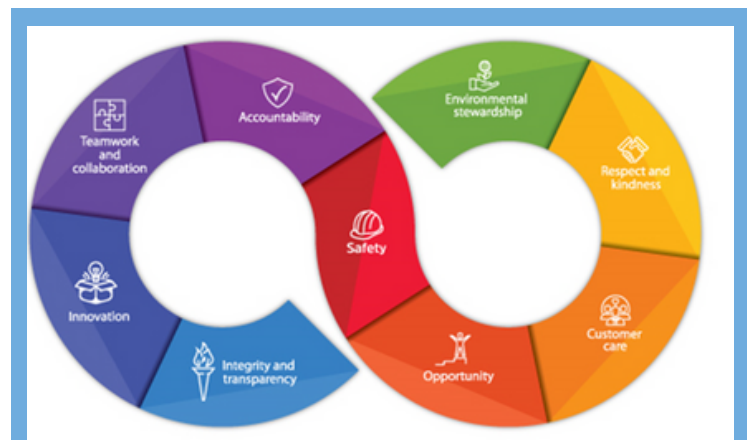 Accountability
Environmental
stewardship
Teamwork
and
collaboration
Respect and
kindness
Safety
Innovation
Customer
care
Integrity and
transparency
Opportunity